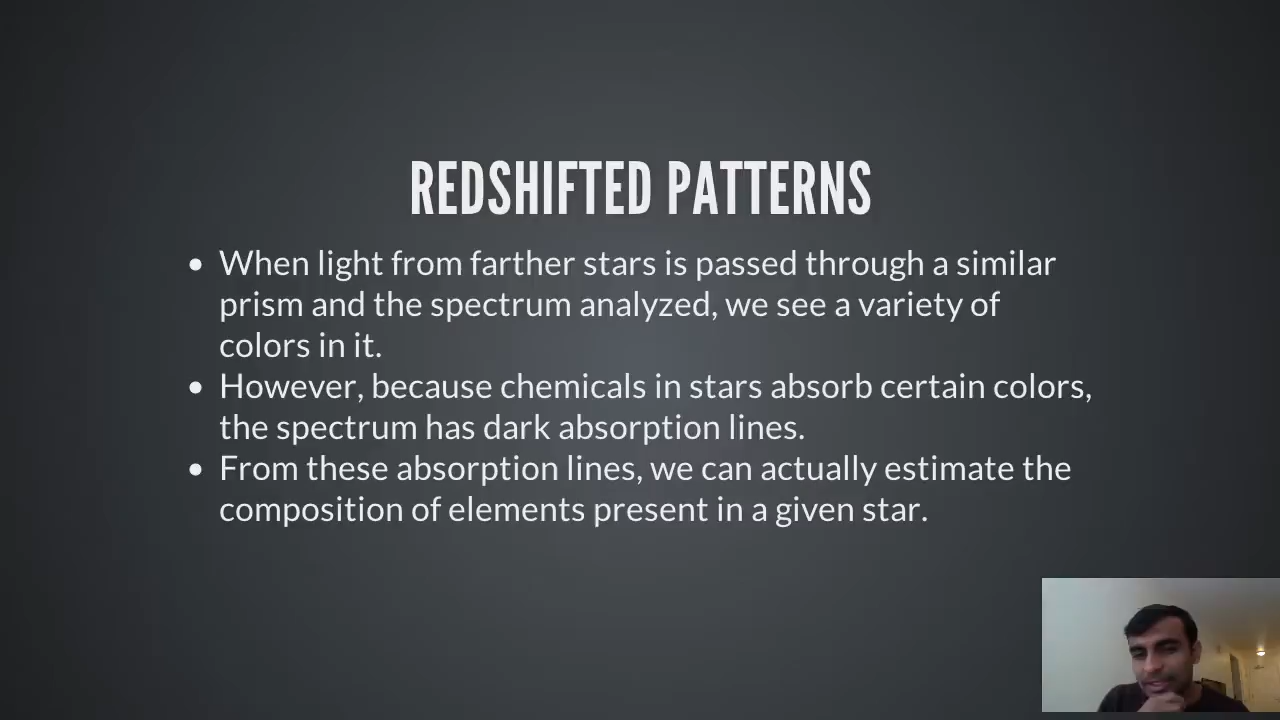 REDSHIFTED PATTERNS
• When light from farther stars is passed through a similar
prism and the spectrum analyzed, we see a variety of
colors in it.
• However, because chemicals in stars absorb certain colors,
the spectrum has dark absorption lines.
• From these absorption lines, we can actually estimate the
composition of elements present in a given star.